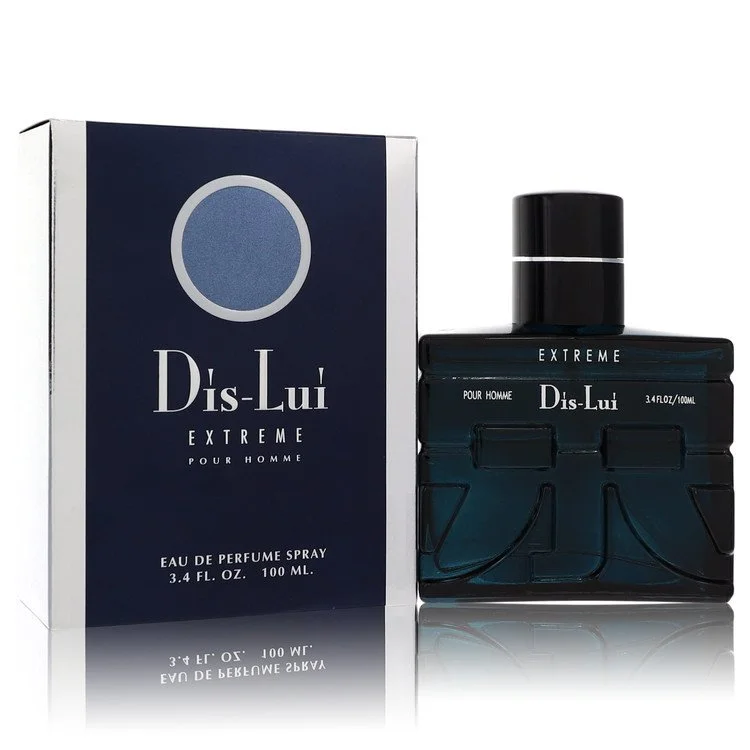 Dis-Lui
EXTREME
POUR HOMME
EAU DE PERFUME SPRAY
3.4 FL. OZ. 100 ML.
EXTREME
POUR HOMME Dis-Lui 3.4 FLOZ/100ML